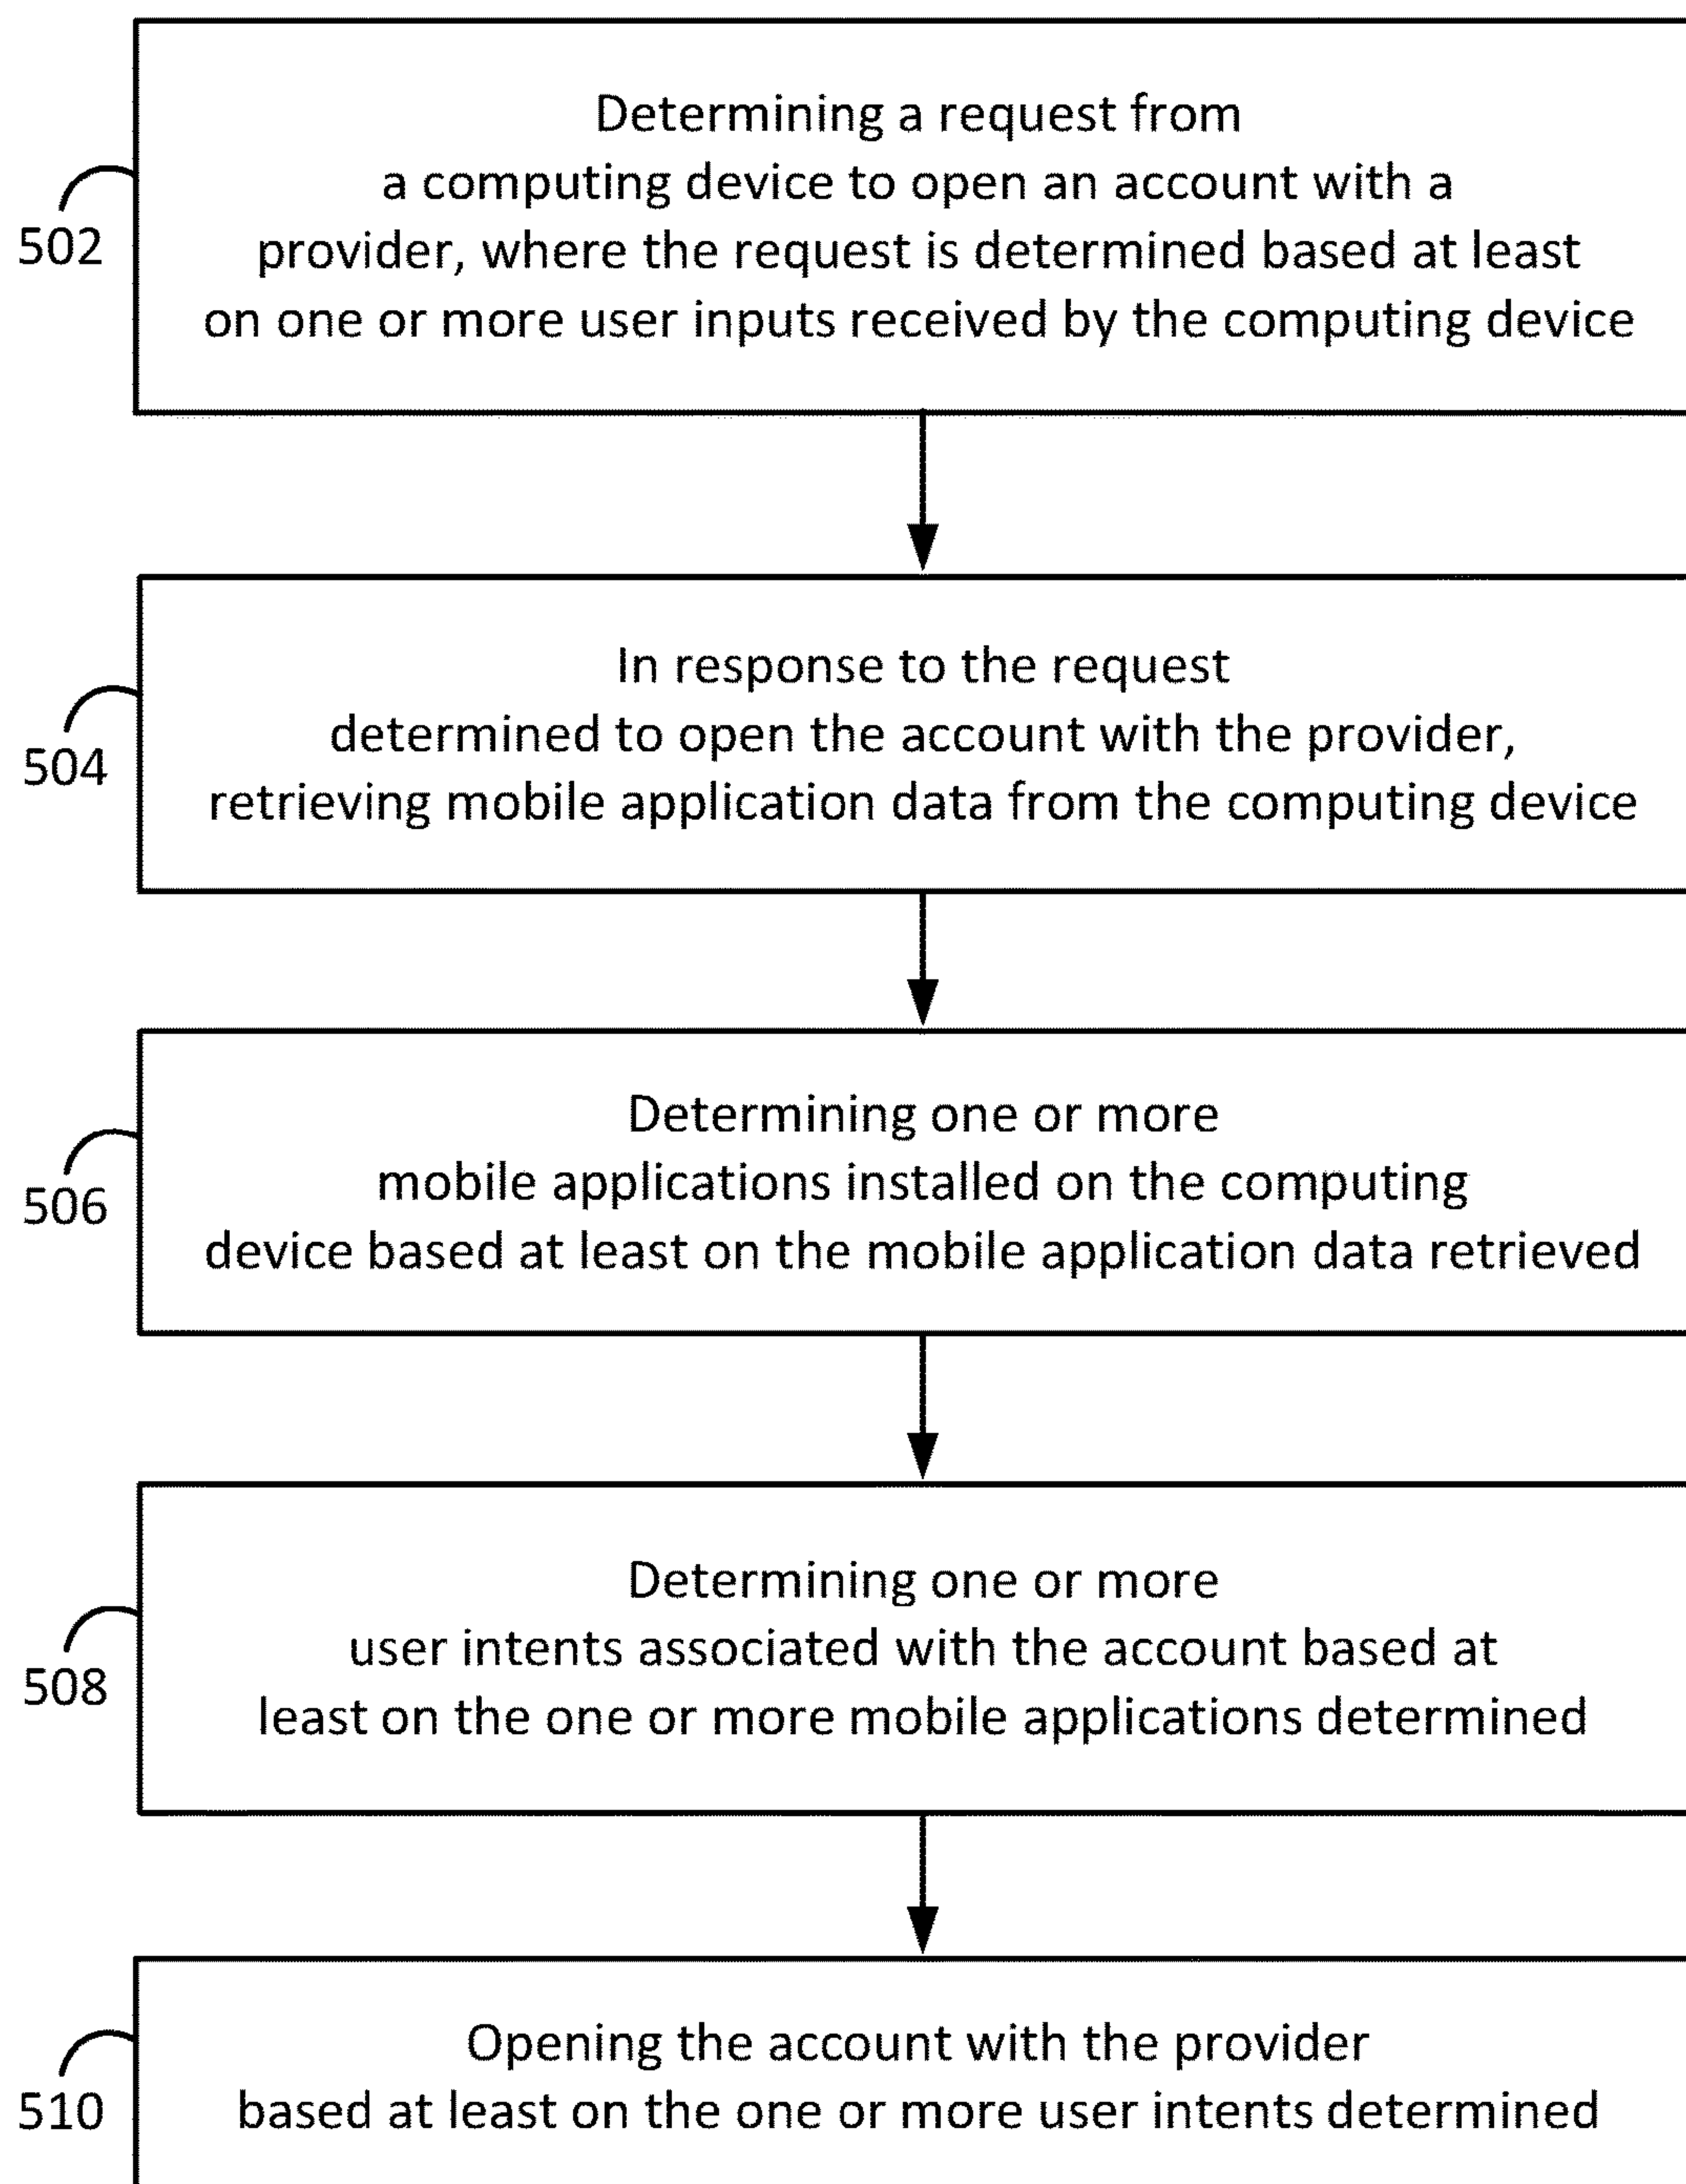 Determining a request from
a computing device to open an account with a
provider, where the request is determined based at least
on one or more user inputs received by the computing device
502
In response to the request
determined to open the account with the provider,
retrieving mobile application data from the computing device
504
Determining one or more
mobile applications installed on the computing
device based at least on the mobile application data retrieved
506
Determining one or more
user intents associated with the account based at
least on the one or more mobile applications determined
508
Opening the account with the provider
based at least on the one or more user intents determined
510